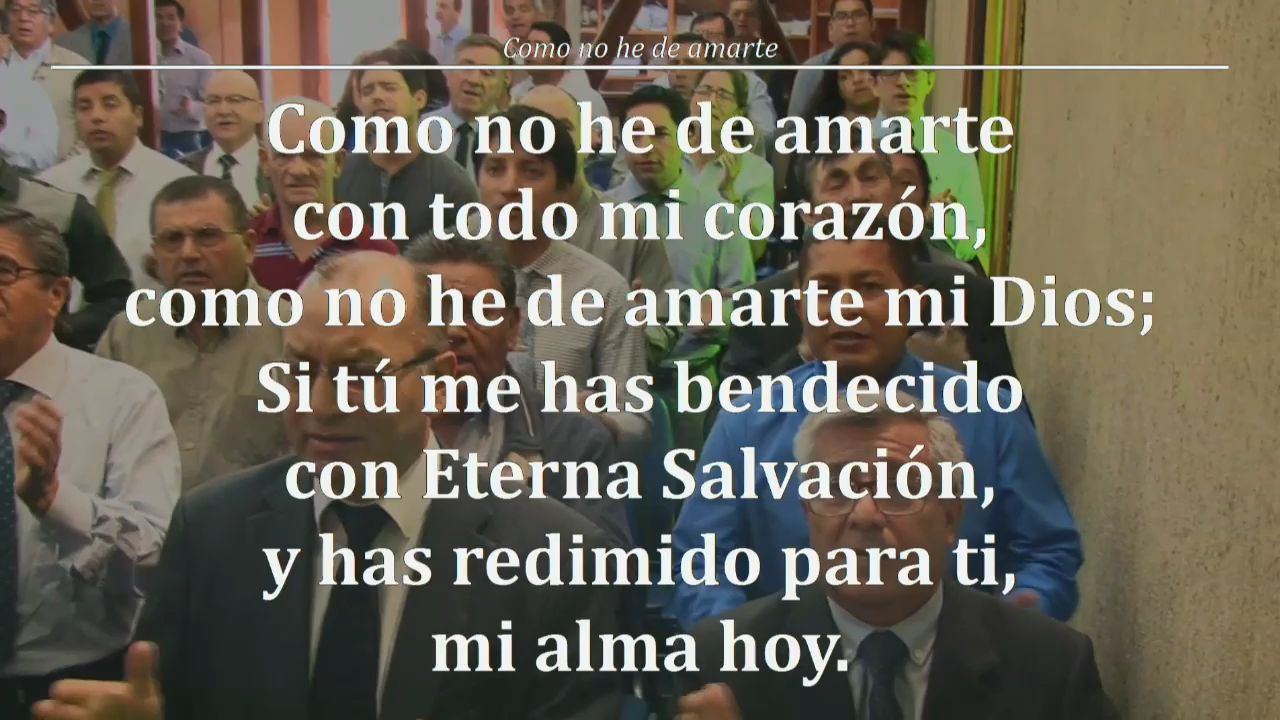 Como no he de amarte
Como no he de amarte
con todo mi corazón,
como no he de amarte mi Dios;
Si tú me has bendecido
con Eterna Salvación,
y has redimido para ti,
mi alma hoy.